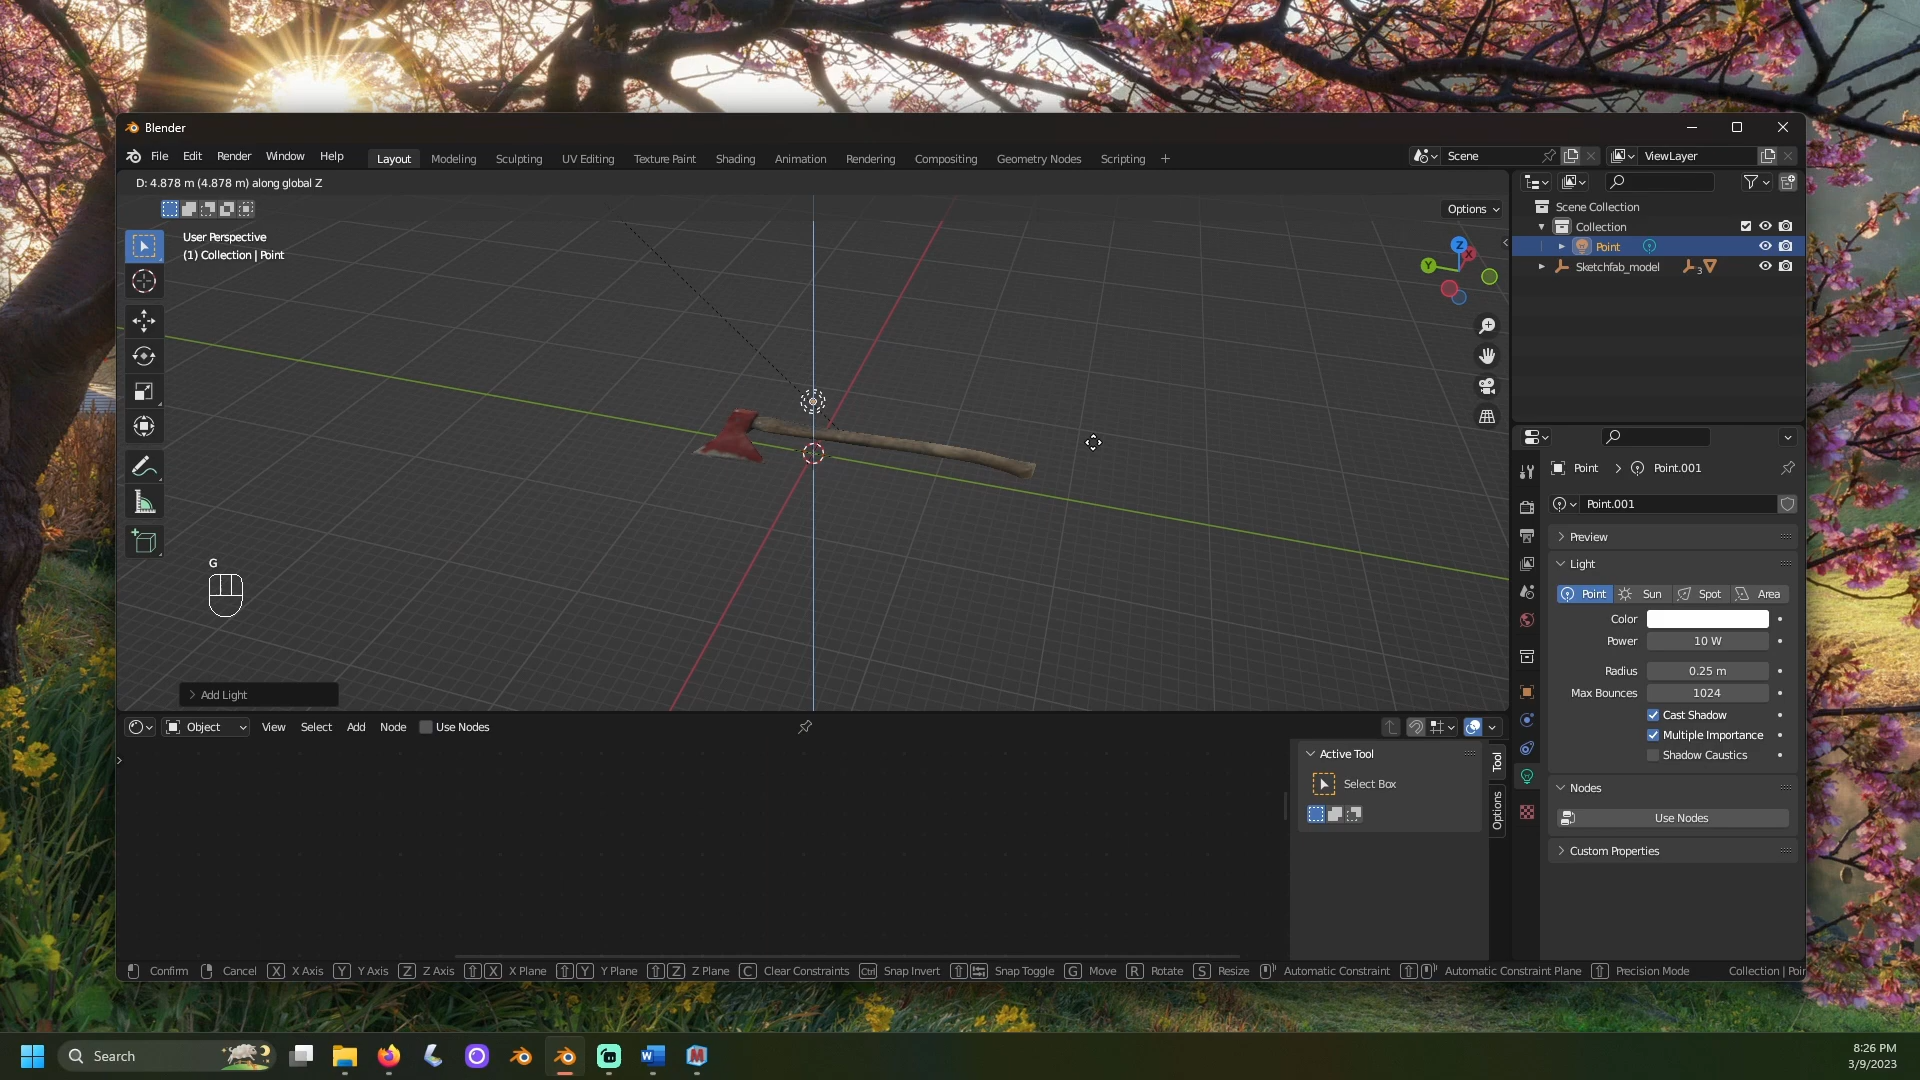 Blender
File Edit Render Window Help Layout Modeling Sculpting UV Editing Texture Paint Shading Animation Rendering Compositing Geometry Nodes Scripting + Scene ViewLayer
D: 4.878 m (4.878 m) along global Z
Options
User Perspective
(1) Collection | Point
Z
X
Y
Scene Collection
Collection
Point
Sketchfab_model 3
Point > Point.001
Point.001
Preview
Light
Point Sun Spot Area
Color
Power 10 W
Radius 0.25 m
Max Bounces 1024
Cast Shadow
Multiple Importance
Shadow Caustics
Nodes
Use Nodes
Custom Properties
G
Add Light
Object View Select Add Node Use Nodes
Active Tool
Select Box
Tool
Options
Confirm Cancel X X Axis Y Y Axis Z Z Axis X X Plane Y Y Plane Z Z Plane C Clear Constraints Ctrl Snap Invert Snap Toggle G Move R Rotate S Resize Automatic Constraint Automatic Constraint Plane Precision Mode Collection | Poin
Search
8:26 PM
3/9/2023